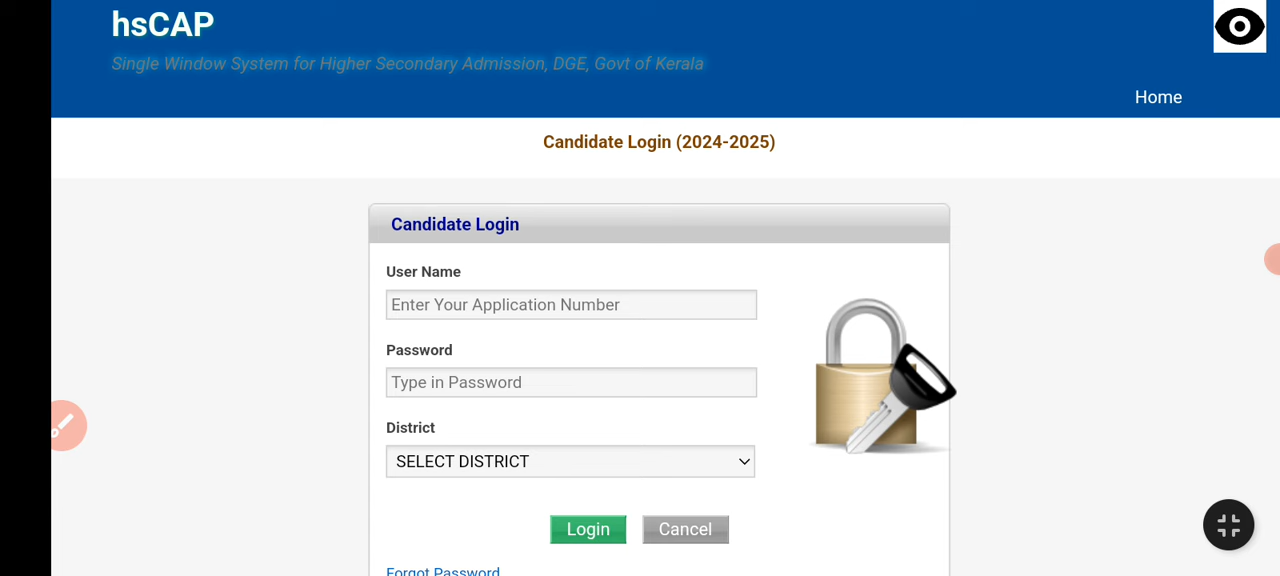 hsCAP
Single Window System for Higher Secondary Admission, DGE, Govt of Kerala
Home
Candidate Login (2024-2025)
Candidate Login
User Name
Enter Your Application Number
Password
Type in Password
District
SELECT DISTRICT
Login Cancel
Forgot Password